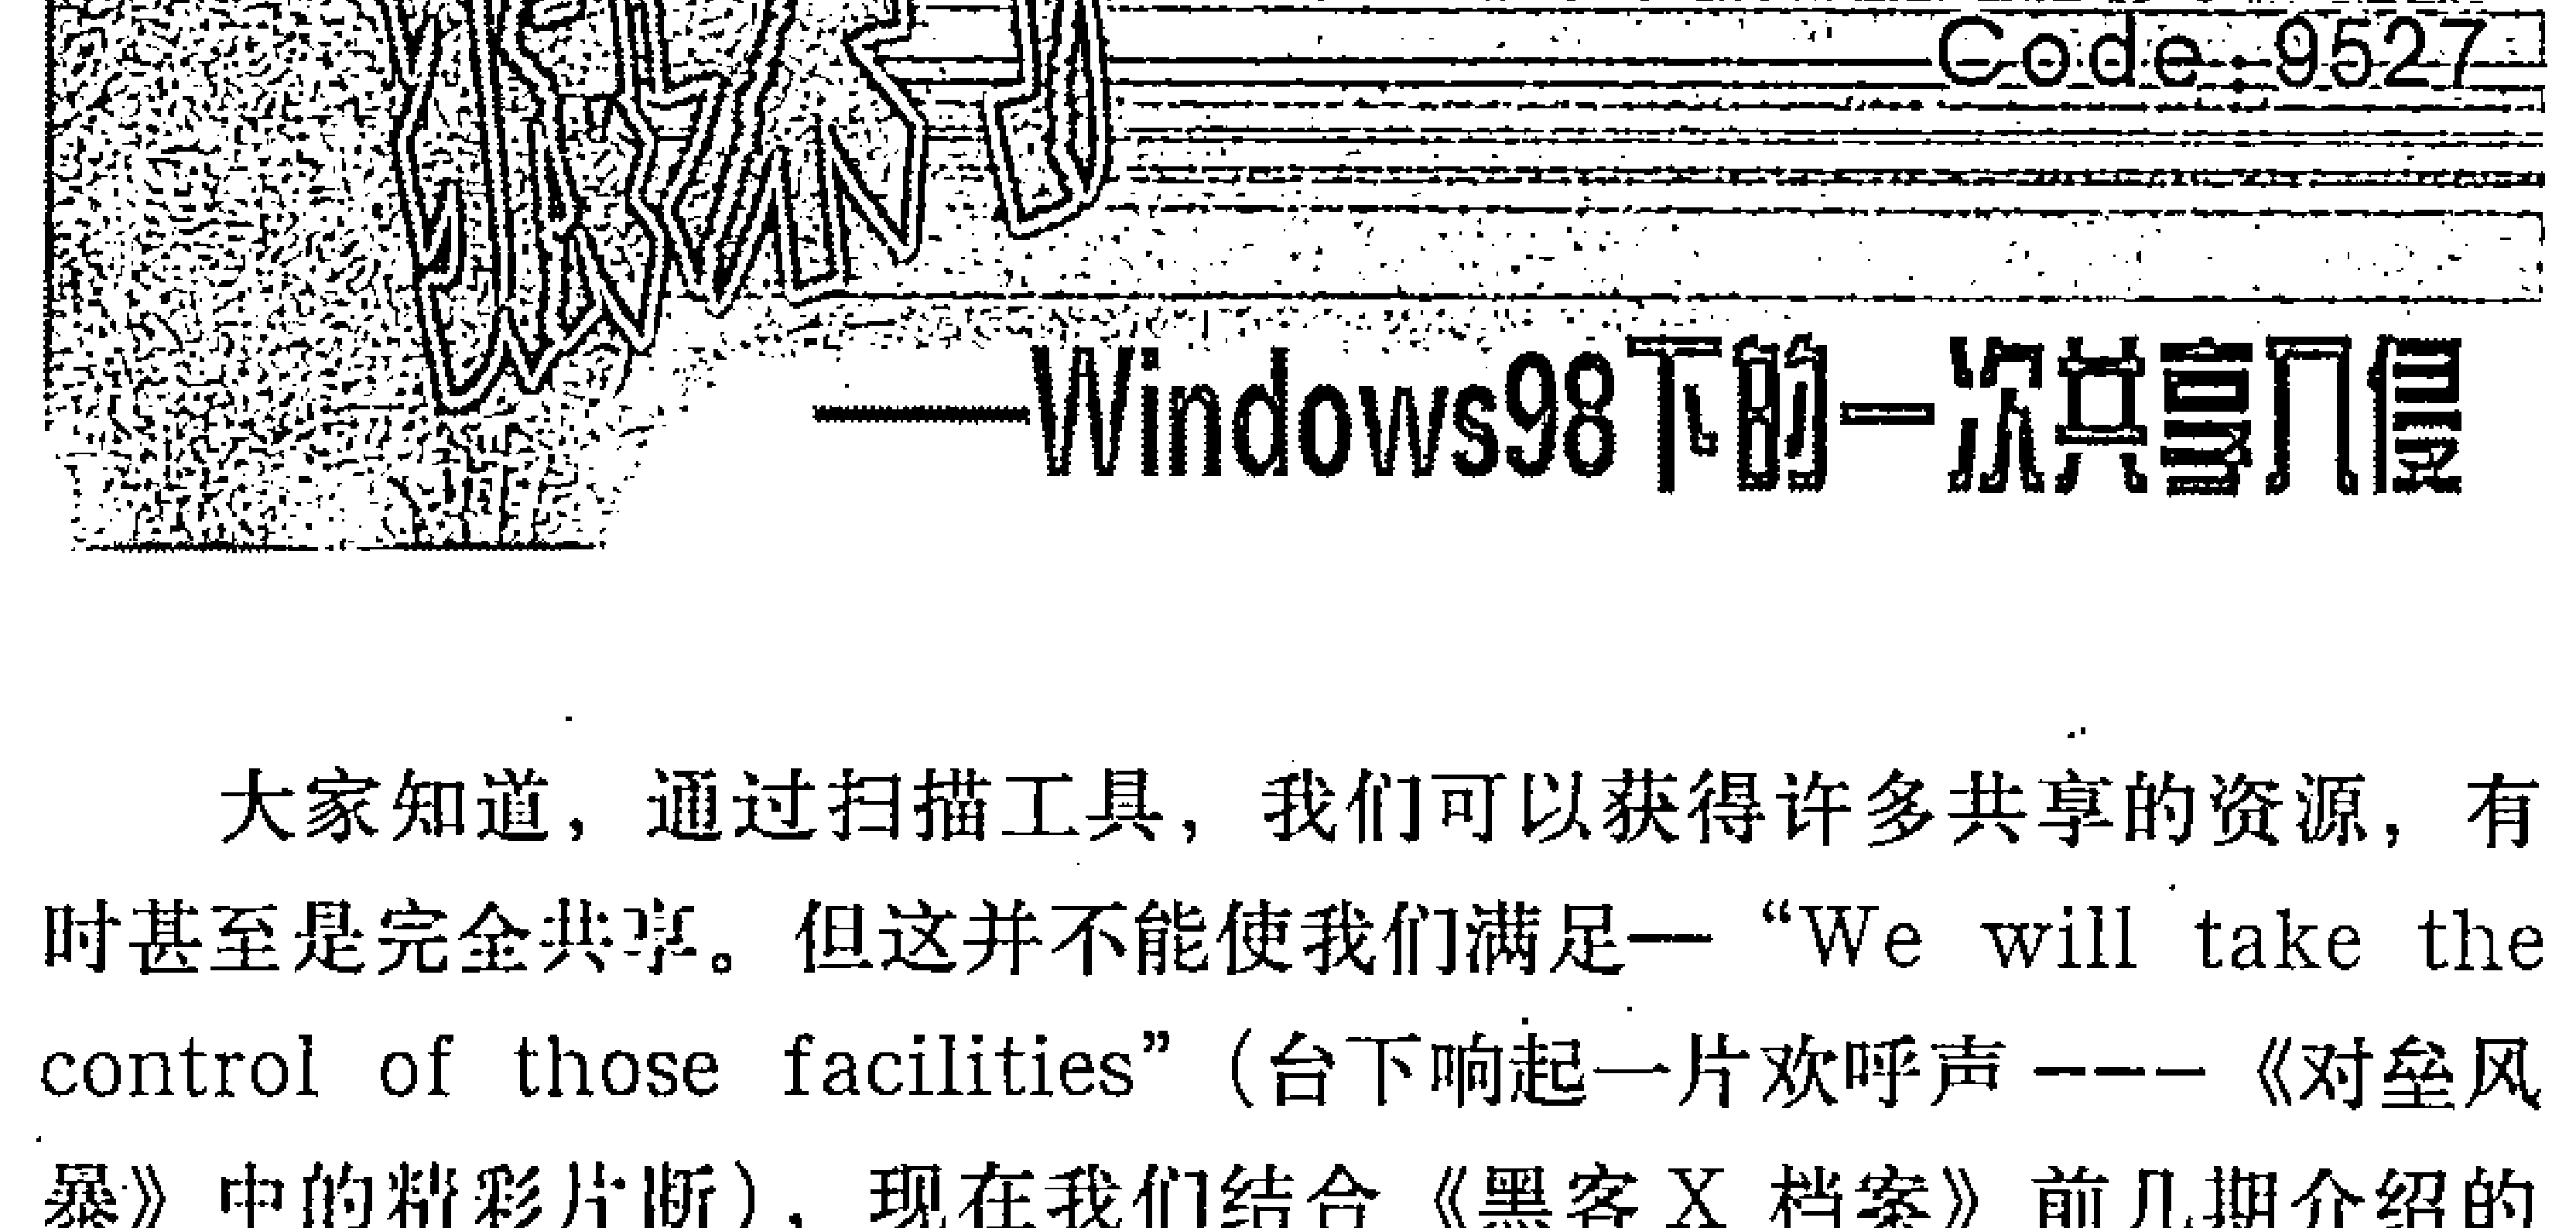 Code:9527
——Windows98下的一次共享入侵
大家知道，通过扫描工具，我们可以获得许多共享的资源，有
时甚至是完全共享。但这并不能使我们满足—“We will take the
control of those facilities”（台下响起一片欢呼声---《对垒风
暴》中的精彩片断），现在我们结合《黑客X档案》前几期介绍的